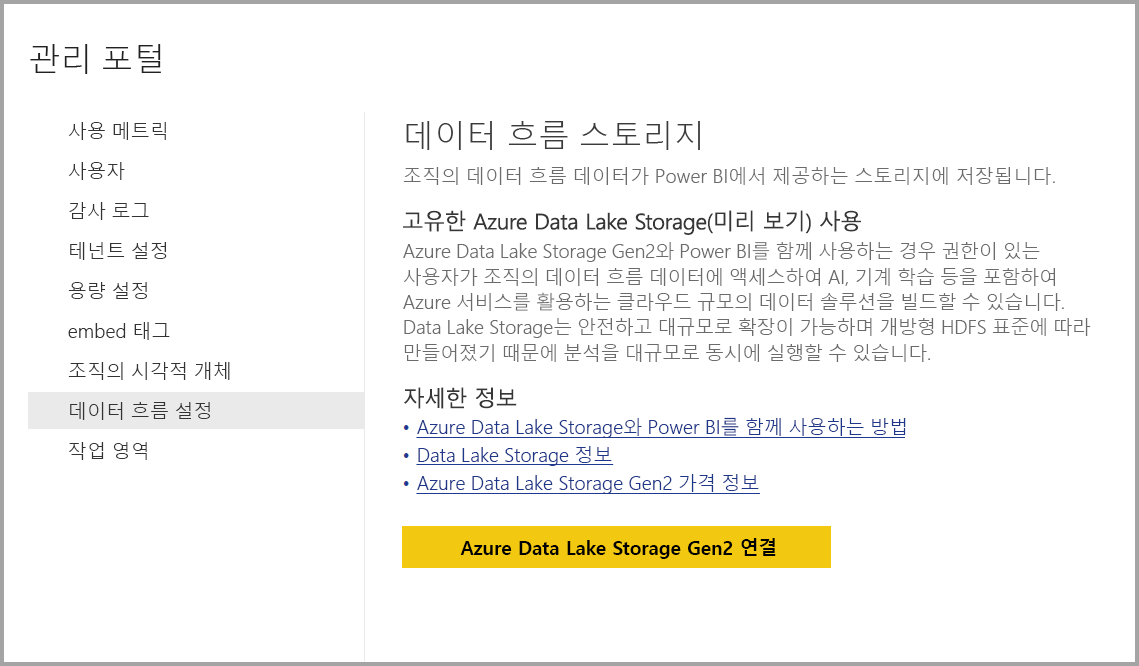 관리 포털
사용 메트릭
사용자
감사 로그
테넌트 설정
용량 설정
embed 태그
조직의 시각적 개체
데이터 흐름 설정
작업 영역
데이터 흐름 스토리지
조직의 데이터 흐름 데이터가 Power BI에서 제공하는 스토리지에 저장됩니다.
고유한 Azure Data Lake Storage(미리 보기) 사용
Azure Data Lake Storage Gen2와 Power BI를 함께 사용하는 경우 권한이 있는
사용자가 조직의 데이터 흐름 데이터에 액세스하여 AI, 기계 학습 등을 포함하여
Azure 서비스를 활용하는 클라우드 규모의 데이터 솔루션을 빌드할 수 있습니다.
Data Lake Storage는 안전하고 대규모로 확장이 가능하며 개방형 HDFS 표준에 따라
만들어졌기 때문에 분석을 대규모로 동시에 실행할 수 있습니다.
자세한 정보
• Azure Data Lake Storage와 Power BI를 함께 사용하는 방법
• Data Lake Storage 정보
• Azure Data Lake Storage Gen2 가격 정보
Azure Data Lake Storage Gen2 연결